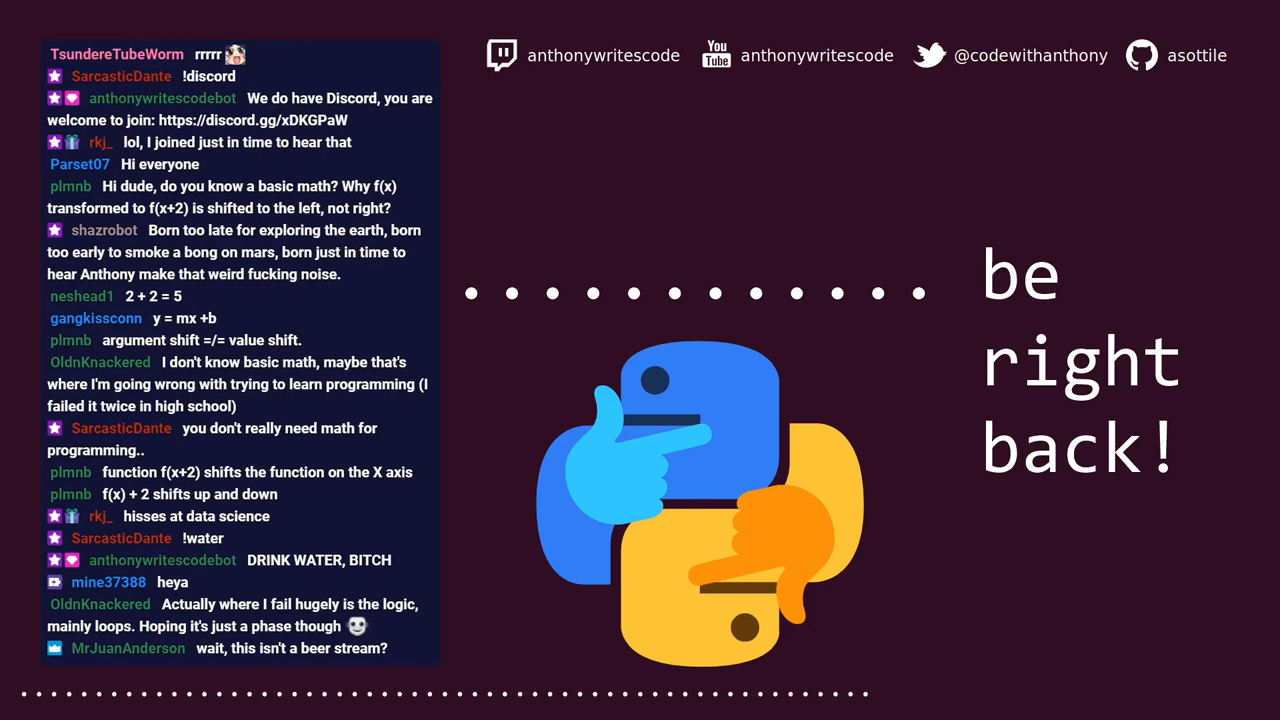 TsundereTubeWorm rrrrr
SarcasticDante !discord
anthonywritescodebot We do have Discord, you are
welcome to join: https://discord.gg/xDKGPaW
rkj_ lol, I joined just in time to hear that
Parset07 Hi everyone
plmnb Hi dude, do you know a basic math? Why f(x)
transformed to f(x+2) is shifted to the left, not right?
shazrobot Born too late for exploring the earth, born
too early to smoke a bong on mars, born just in time to
hear Anthony make that weird fucking noise.
neshead1 2 + 2 = 5
gangkissconn y = mx +b
plmnb argument shift =/= value shift.
OldnKnackered I don't know basic math, maybe that's
where I'm going wrong with trying to learn programming (I
failed it twice in high school)
SarcasticDante you don't really need math for
programming..
plmnb function f(x+2) shifts the function on the X axis
plmnb f(x) + 2 shifts up and down
rkj_ hisses at data science
SarcasticDante !water
anthonywritescodebot DRINK WATER, BITCH
mine37388 heya
OldnKnackered Actually where I fail hugely is the logic,
mainly loops. Hoping it's just a phase though
MrJuanAnderson wait, this isn't a beer stream?
anthonywritescode
You Tube anthonywritescode
@codewithanthony
asottile
be
right
back!